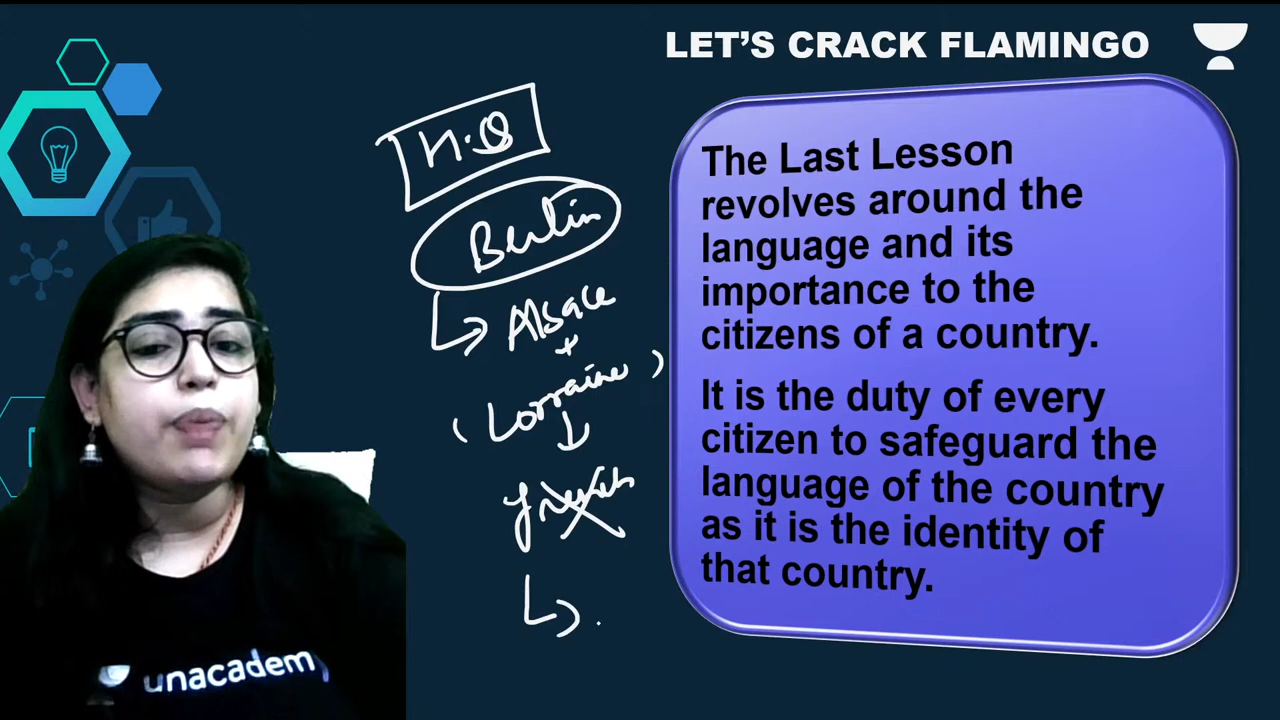 LET'S CRACK FLAMINGO
H.Q
Berlin
Alsace
+
(Lorraine)
French
The Last Lesson
revolves around the
language and its
importance to the
citizens of a country.
It is the duty of every
citizen to safeguard the
language of the country
as it is the identity of
that country.
unacademy